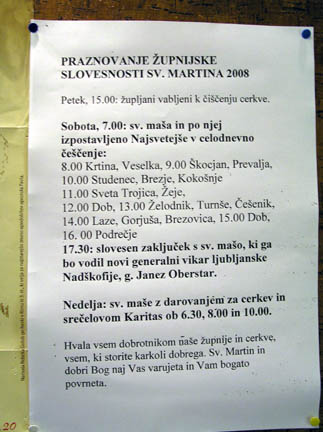 PRAZNOVANJE ŽUPNIJSKE
SLOVESNOSTI SV. MARTINA 2008
Petek, 15.00: župljani vabljeni k čiščenju cerkve.
Sobota, 7.00: sv. maša in po njej
izpostavljeno Najsvetejše v celodnevno
češčenje:
8.00 Krtina, Veselka, 9.00 Škocjan, Prevalja,
10.00 Studenec, Brezje, Kokošnje
11.00 Sveta Trojica, Žeje,
12.00 Dob, 13.00 Želodnik, Turnše, Češenik,
14.00 Laze, Gorjuša, Brezovica, 15.00 Dob,
16. 00 Podrečje
17.30: slovesen zaključek s sv. mašo, ki ga
bo vodil novi generalni vikar ljubljanske
Nadškofije, g. Janez Oberstar.
Nedelja: sv. maše z darovanjem za cerkev in
srečelovom Karitas ob 6.30, 8.00 in 10.00.
Hvala vsem dobrotnikom naše župnije in cerkve,
vsem, ki storite karkoli dobrega. Sv. Martin in
dobri Bog naj Vas varujeta in Vam bogato
povrneta.
20